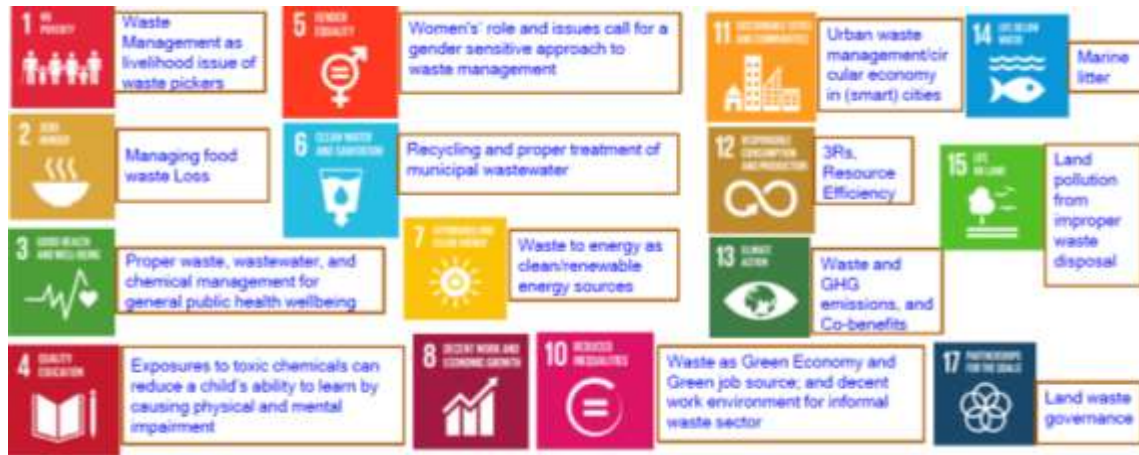 1 NO
POVERTY
Waste
Management as
livelihood issue of
waste pickers
2 ZERO
HUNGER
Managing food
waste Loss
3 GOOD HEALTH
AND WELL-BEING
Proper waste, wastewater, and
chemical management for
general public health wellbeing
4 QUALITY
EDUCATION
Exposures to toxic chemicals can
reduce a child's ability to learn by
causing physical and mental
impairment
5 GENDER
EQUALITY
Women's' role and issues call for a
gender sensitive approach to
waste management
6 CLEAN WATER
AND SANITATION
Recycling and proper treatment of
municipal wastewater
7 AFFORDABLE AND
CLEAN ENERGY
Waste to energy as
clean/renewable
energy sources
8 DECENT WORK AND
ECONOMIC GROWTH
10 REDUCED
INEQUALITIES
Waste as Green Economy and
Green job source; and decent
work environment for informal
waste sector
11 SUSTAINABLE CITIES
AND COMMUNITIES
Urban waste
management/cir
cular economy
in (smart) cities
12 RESPONSIBLE
CONSUMPTION
AND PRODUCTION
3Rs,
Resource
Efficiency
13 CLIMATE
ACTION
Waste and
GHG
emissions, and
Co-benefits
14 LIFE BELOW
WATER
Marine
litter
15 LIFE
ON LAND
Land
pollution
from
improper
waste
disposal
17 PARTNERSHIPS
FOR THE GOALS
Land waste
governance